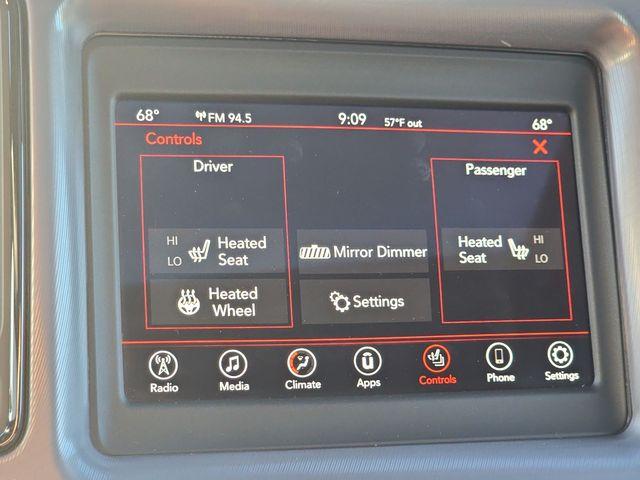 68° FM 94.5 9:09 57°F out 68°
Controls
Driver
Passenger
HI
LO
Heated
Seat
Mirror Dimmer
Heated
Seat
HI
LO
Heated
Wheel
Settings
Radio Media Climate Apps Controls Phone Settings